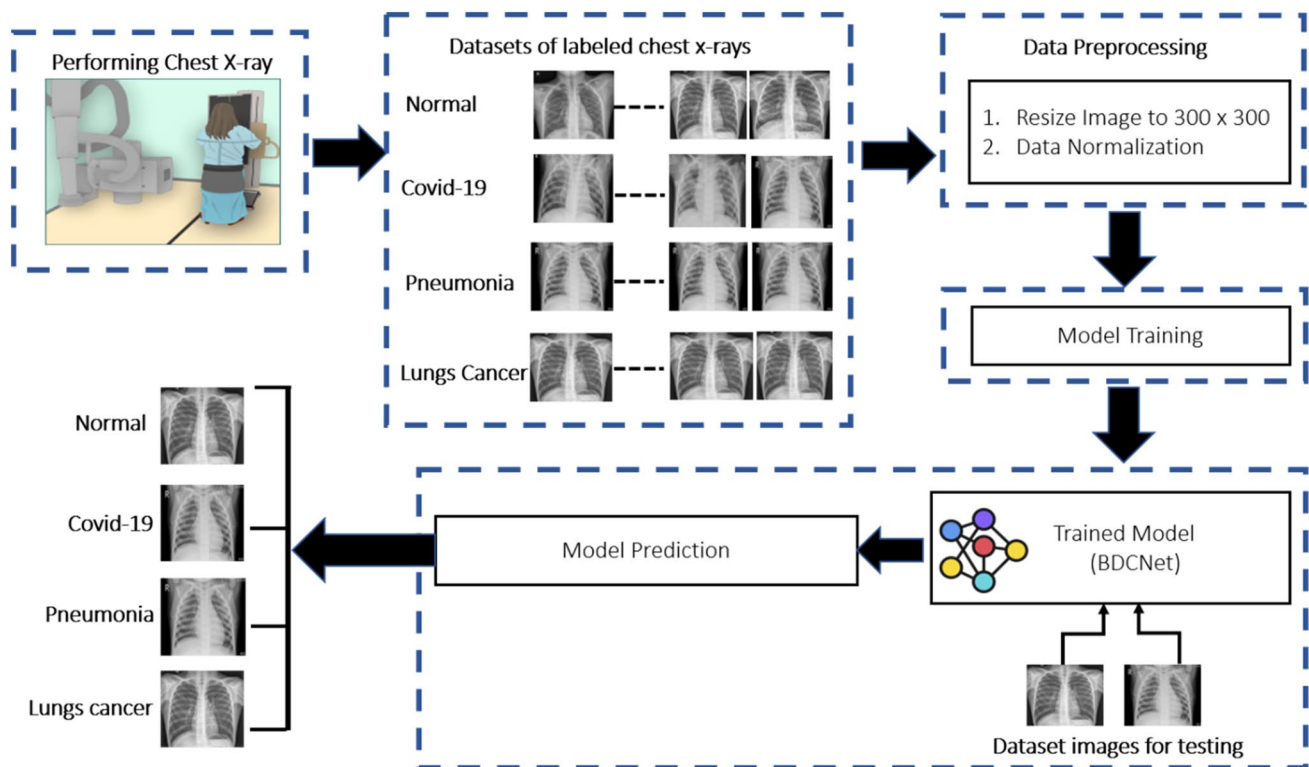 Performing Chest X-ray
Datasets of labeled chest x-rays
Normal
Covid-19
Pneumonia
Lungs Cancer
Data Preprocessing
1. Resize Image to 300 x 300
2. Data Normalization
Model Training
Trained Model
(BDCNet)
Dataset images for testing
Model Prediction
Normal
Covid-19
Pneumonia
Lungs cancer